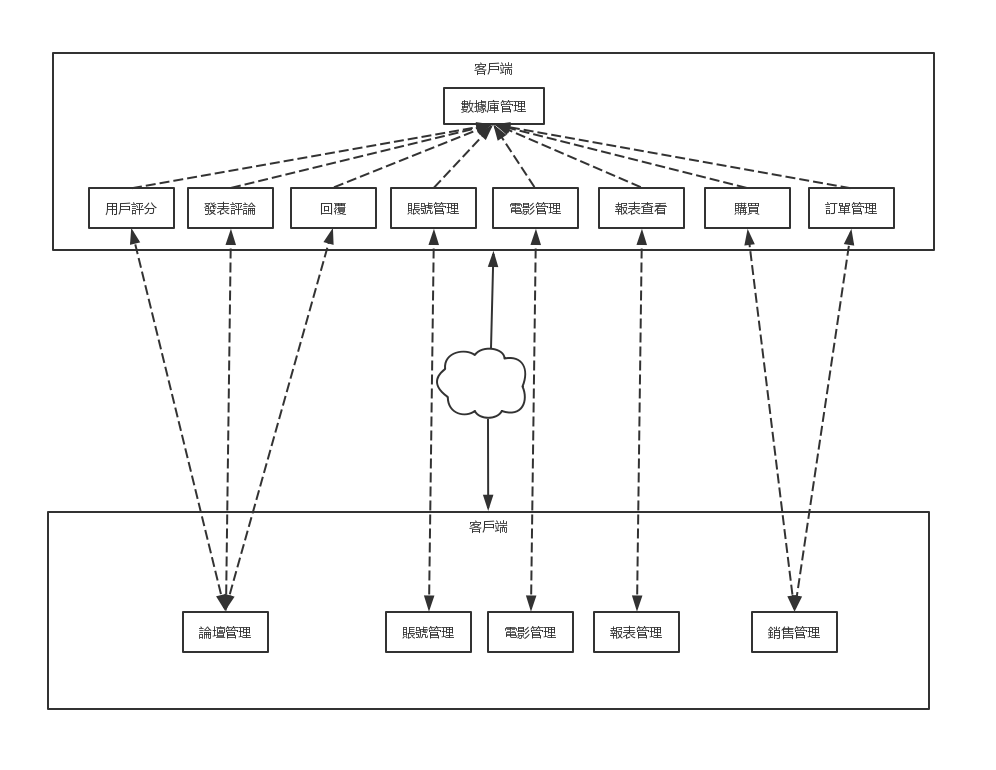 客戶端
數據庫管理
用戶評分
發表評論
回覆
賬號管理
電影管理
報表查看
購買
訂單管理
客戶端
論壇管理
賬號管理
電影管理
報表管理
銷售管理